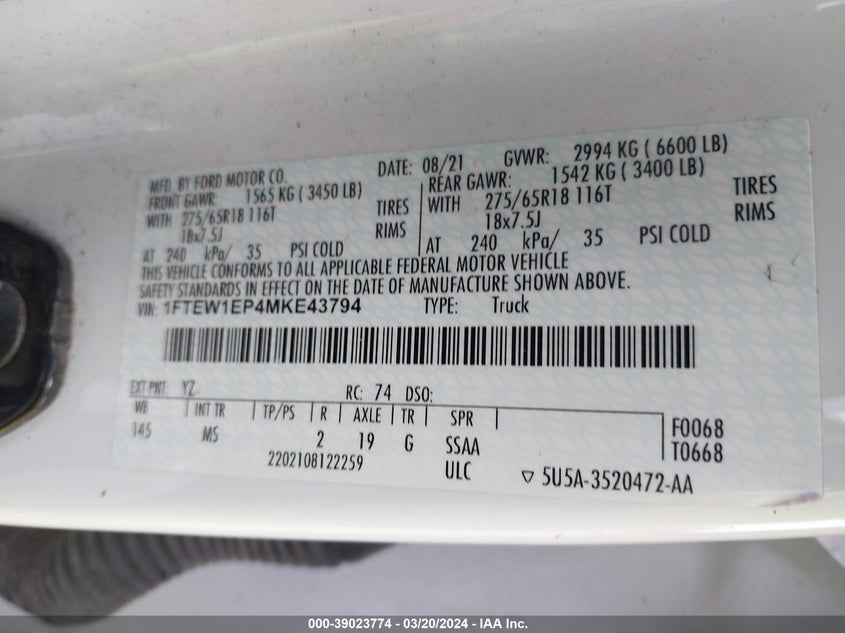 MFD. BY FORD MOTOR CO. DATE: 08/21 GVWR: 2994 KG ( 6600 LB)
FRONT GAWR: 1565 KG ( 3450 LB) REAR GAWR: 1542 KG ( 3400 LB)
WITH 275/65R18 116T TIRES WITH 275/65R18 116T TIRES
18x7.5J RIMS 18x7.5J RIMS
AT 240 kPa/ 35 PSI COLD AT 240 kPa/ 35 PSI COLD
THIS VEHICLE CONFORMS TO ALL APPLICABLE FEDERAL MOTOR VEHICLE
SAFETY STANDARDS IN EFFECT ON THE DATE OF MANUFACTURE SHOWN ABOVE.
VIN: 1FTEW1EP4MKE43794 TYPE: Truck
EXT PNT: YZ RC: 74 DSO:
WB INT TR TP/PS R AXLE TR SPR F0068
145 MS 2 19 G SSAA T0668
2202108122259 ULC 5U5A-3520472-AA
000-39023774 - 03/20/2024 - IAA Inc.